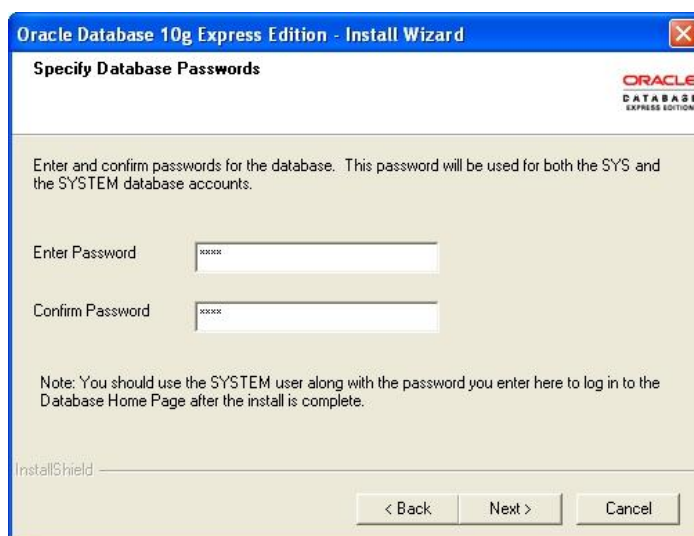 Oracle Database 10g Express Edition - Install Wizard
Specify Database Passwords
ORACLE
DATABASE
EXPRESS EDITION
Enter and confirm passwords for the database. This password will be used for both the SYS and
the SYSTEM database accounts.
Enter Password
xxxx
Confirm Password
xxxx
Note: You should use the SYSTEM user along with the password you enter here to log in to the
Database Home Page after the install is complete.
InstallShield
< Back
Next >
Cancel